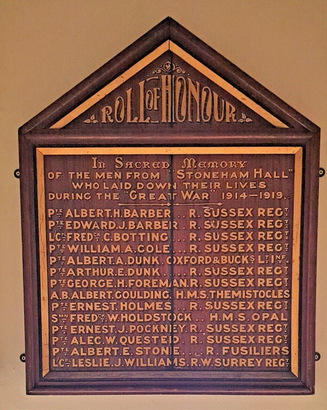 ROLL OF HONOUR
In Sacred Memory
OF THE MEN FROM "STONEHAM HALL"
WHO LAID DOWN THEIR LIVES
DURING THE "GREAT WAR" 1914–1919.
PTE ALBERT.H.BARBER .. R. SUSSEX REGT
PTE EDWARD.J.BARBER .. R. SUSSEX REGT
L/C FREDK C.BOTTING ... R. SUSSEX REGT
PTE WILLIAM.A.COLE ... R. SUSSEX REGT
PTE ALBERT.A.DUNK. OXFORD&BUCKS L.INF.
PTE ARTHUR.E.DUNK ... R. SUSSEX REGT
PTE GEORGE.H.FOREMAN. R. SUSSEX REGT
A.B. ALBERT. GOULDING. H.M.S. THEMISTOCLES
PTE ERNEST. HOLMES ... R. SUSSEX REGT
FREDK W. HOLDSTOCK ... H.M.S. OPAL
PTE ERNEST.J.POCKNEY. R. SUSSEX REGT
PTE ALEC.W.QUESTED .. R. SUSSEX REGT
PTE ALBERT E. STONE .... R. FUSILIERS
L/C LESLIE.J.WILLIAMS. R.W. SURREY REGT